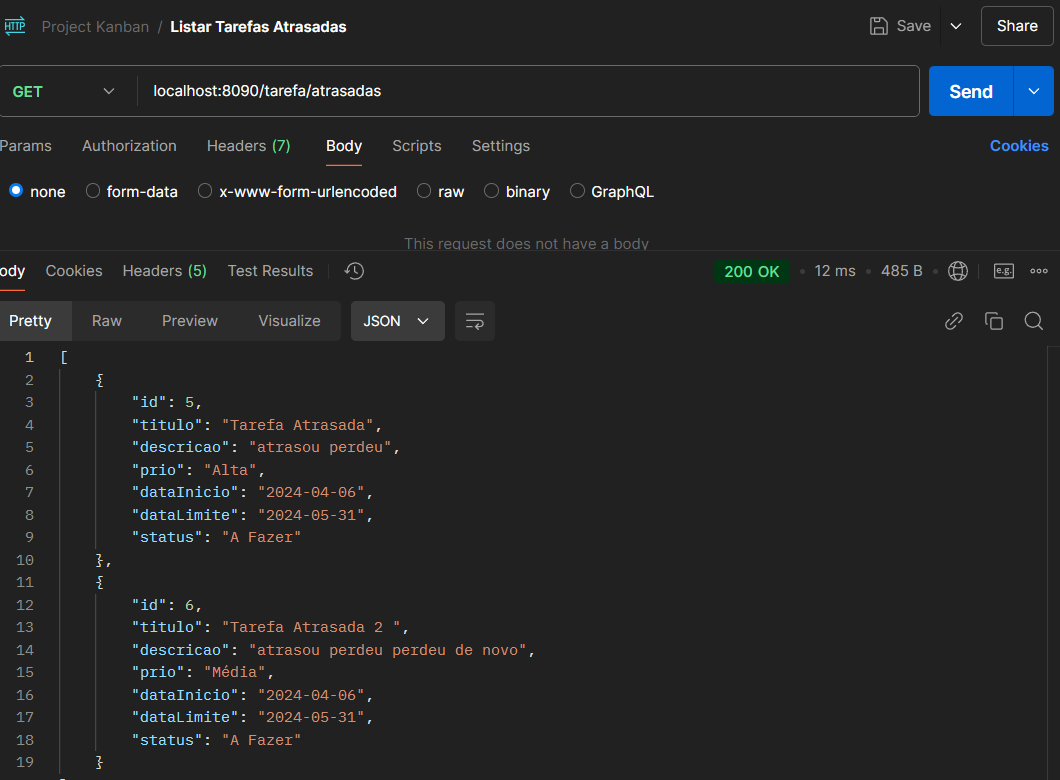 HTTP Project Kanban / Listar Tarefas Atrasadas Save Share
GET localhost:8090/tarefa/atrasadas Send
Params Authorization Headers (7) Body Scripts Settings Cookies
none form-data x-www-form-urlencoded raw binary GraphQL
This request does not have a body
ody Cookies Headers (5) Test Results 200 OK • 12 ms • 485 B • e.g.
Pretty Raw Preview Visualize JSON
1 [
2 {
3 "id": 5,
4 "titulo": "Tarefa Atrasada",
5 "descricao": "atrasou perdeu",
6 "prio": "Alta",
7 "dataInicio": "2024-04-06",
8 "dataLimite": "2024-05-31",
9 "status": "A Fazer"
10 },
11 {
12 "id": 6,
13 "titulo": "Tarefa Atrasada 2 ",
14 "descricao": "atrasou perdeu perdeu de novo",
15 "prio": "Média",
16 "dataInicio": "2024-04-06",
17 "dataLimite": "2024-05-31",
18 "status": "A Fazer"
19 }